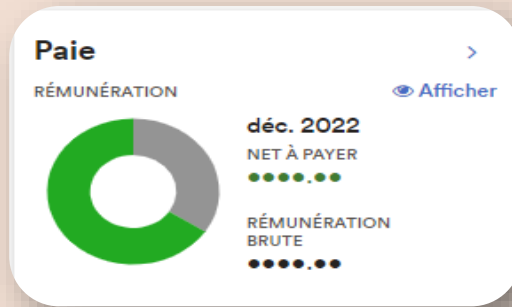 Paie
RÉMUNÉRATION
Afficher
déc. 2022
NET À PAYER
••••,••
RÉMUNÉRATION
BRUTE
••••,••